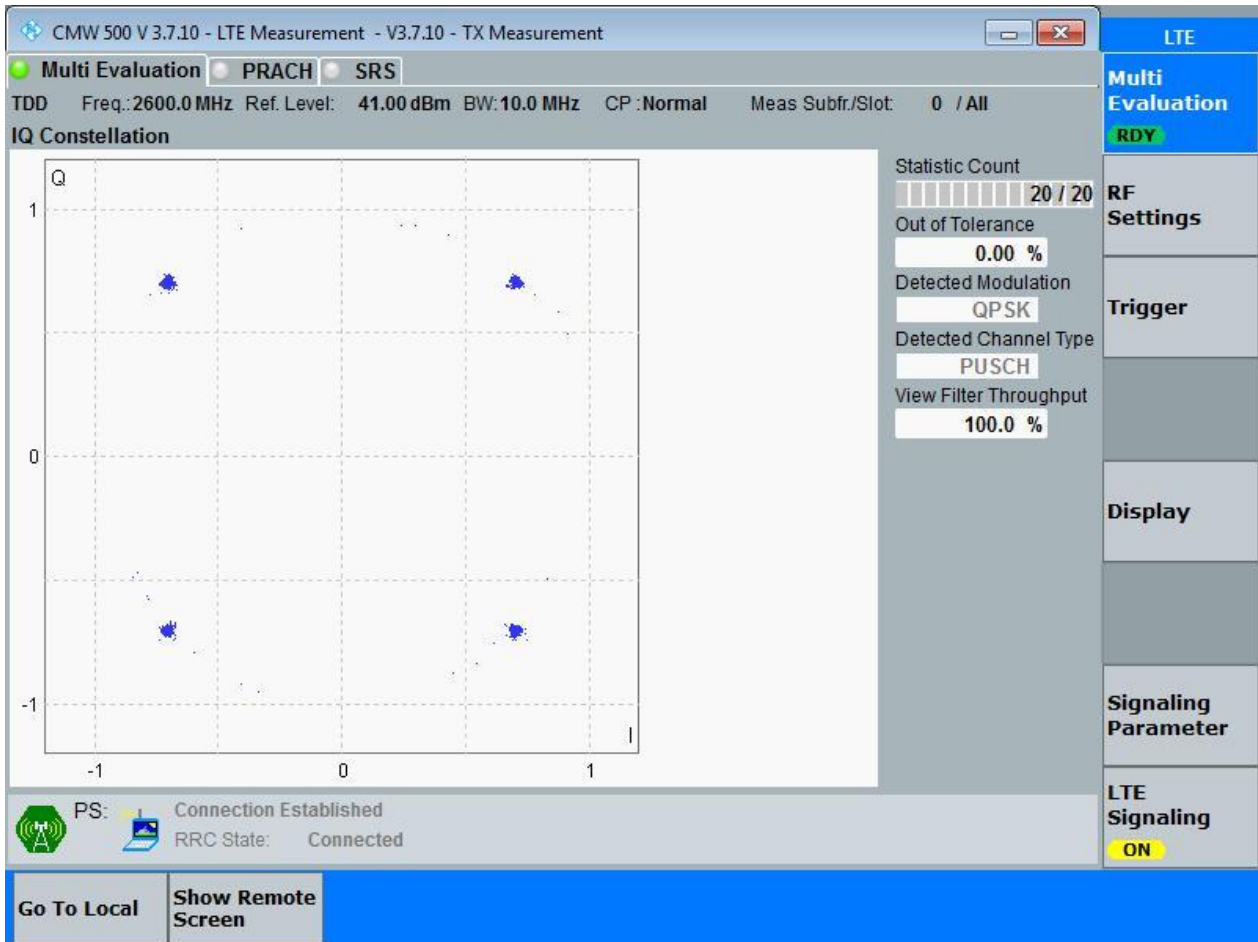 CMW 500 V 3.7.10 - LTE Measurement - V3.7.10 - TX Measurement
LTE
Multi Evaluation PRACH SRS
Multi
Evaluation
RDY
TDD Freq.: 2600.0 MHz Ref. Level: 41.00 dBm BW: 10.0 MHz CP : Normal Meas Subfr./Slot: 0 / All
IQ Constellation
Q
1
0
-1
I
-1 0 1
Statistic Count
20 / 20
Out of Tolerance
0.00 %
Detected Modulation
QPSK
Detected Channel Type
PUSCH
View Filter Throughput
100.0 %
RF
Settings
Trigger
Display
Signaling
Parameter
LTE
Signaling
ON
PS: Connection Established
RRC State: Connected
Go To Local
Show Remote
Screen